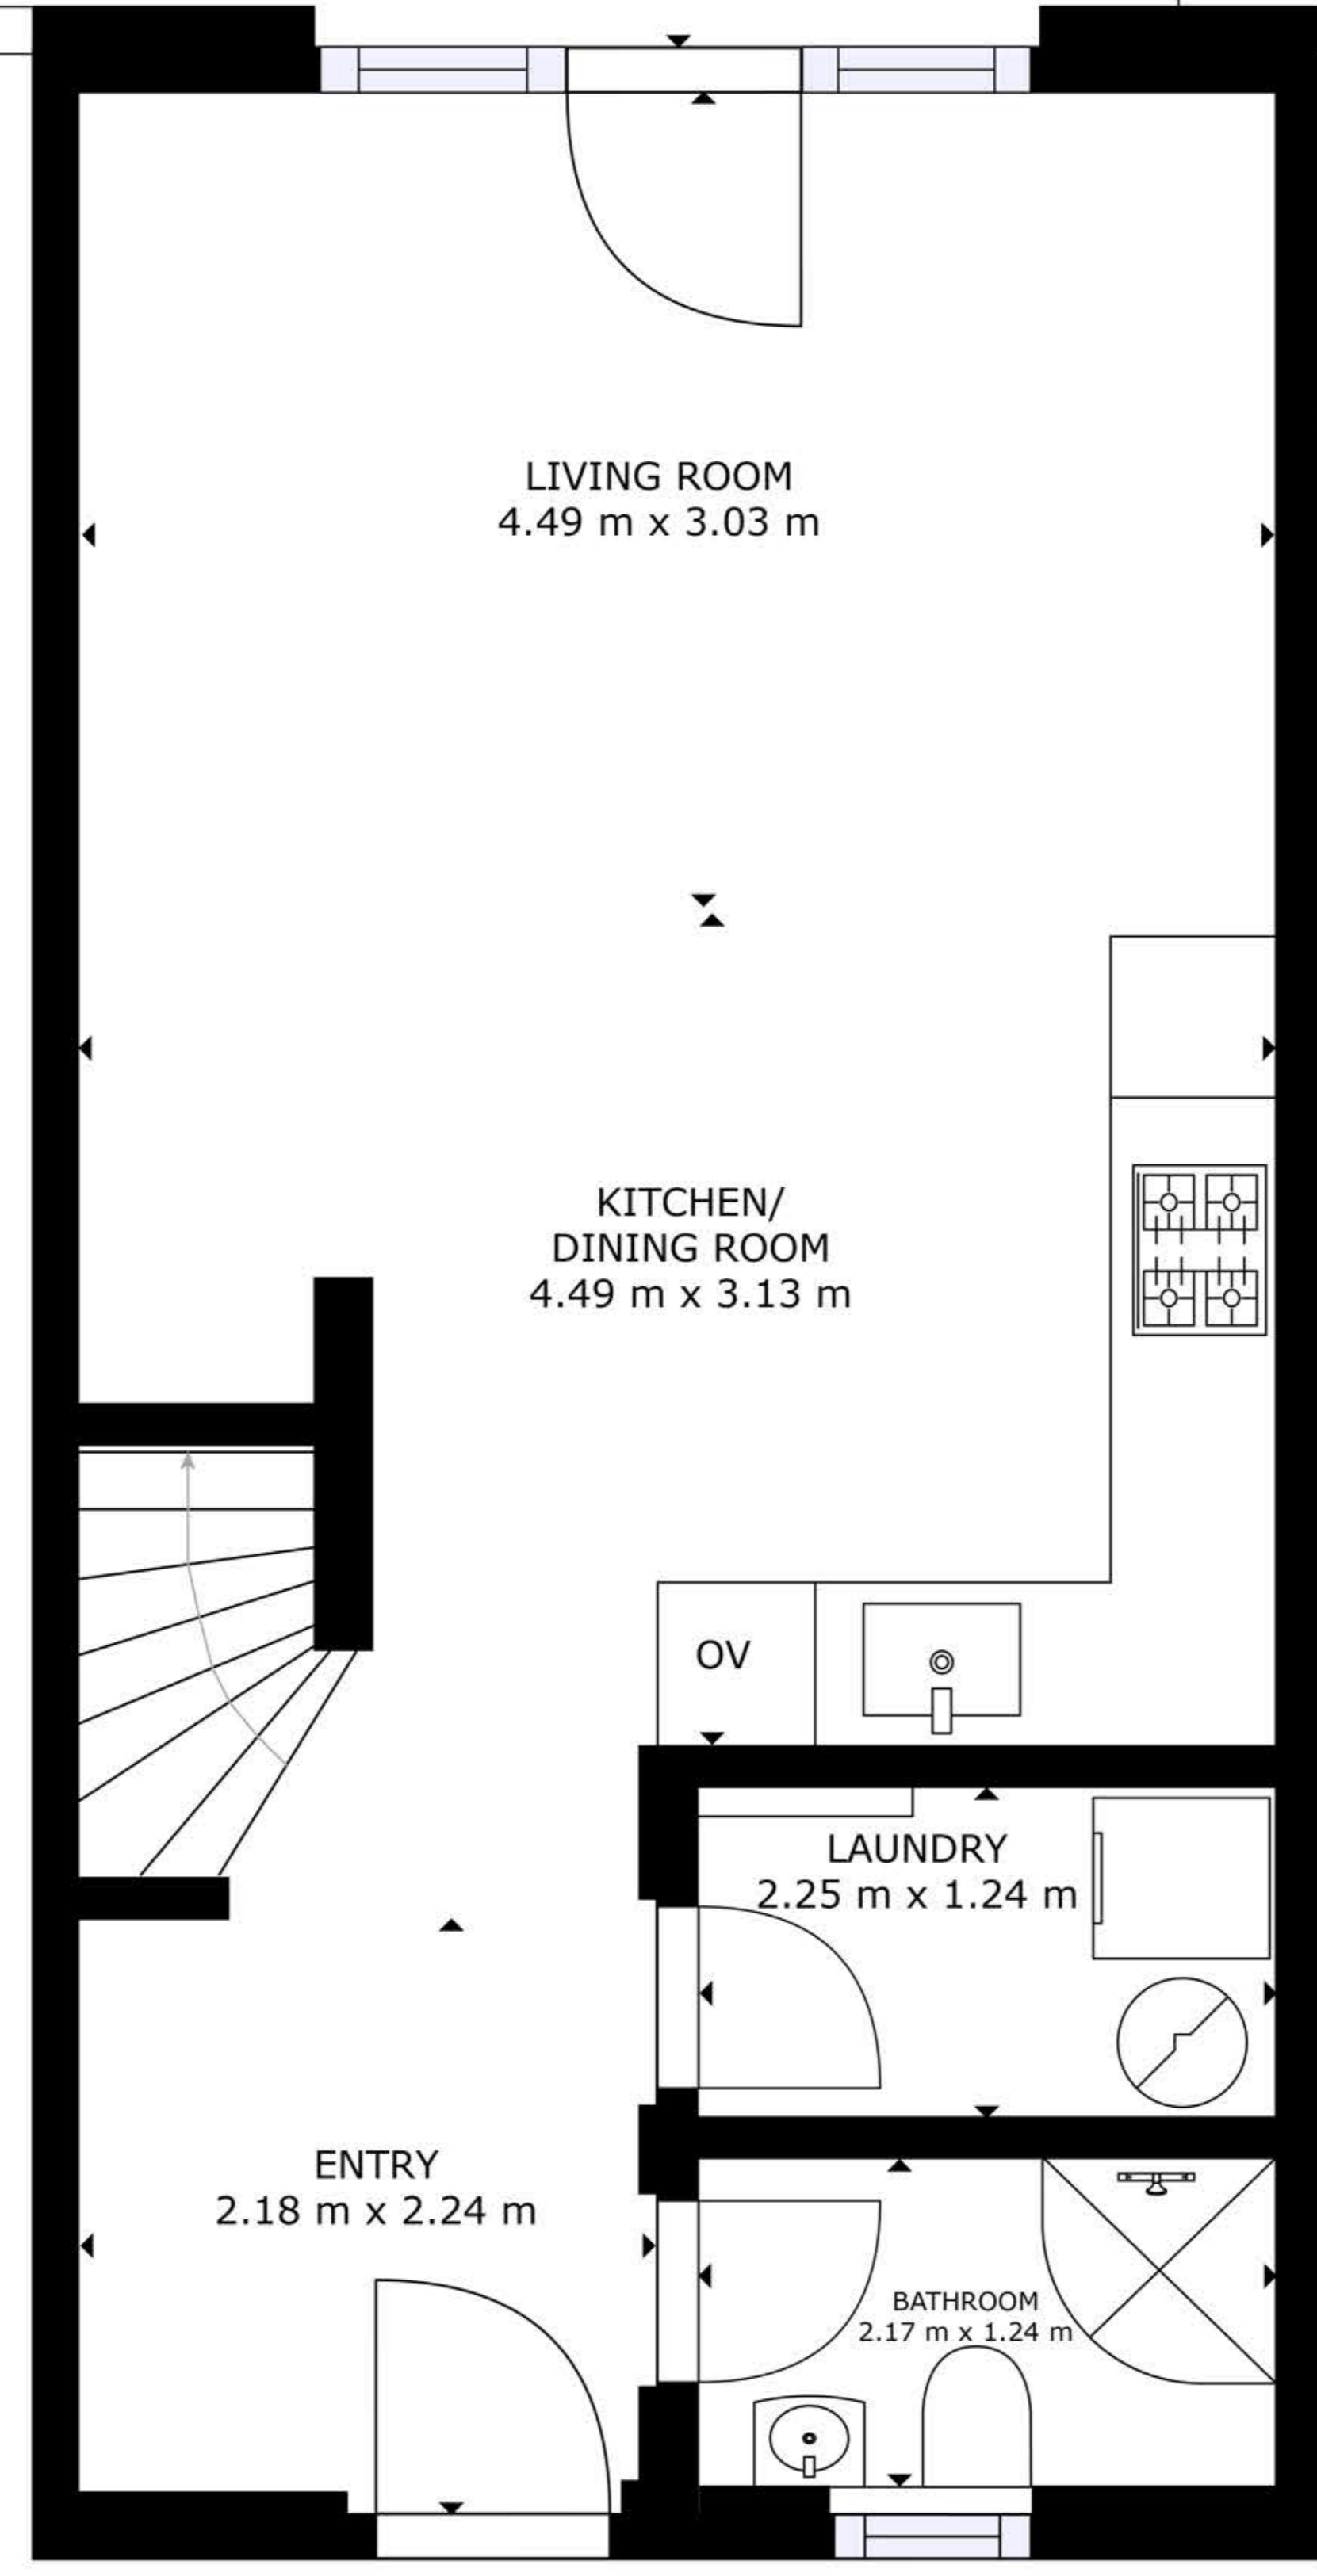 LIVING ROOM
4.49 m x 3.03 m
KITCHEN/
DINING ROOM
4.49 m x 3.13 m
OV
LAUNDRY
2.25 m x 1.24 m
ENTRY
2.18 m x 2.24 m
BATHROOM
2.17 m x 1.24 m